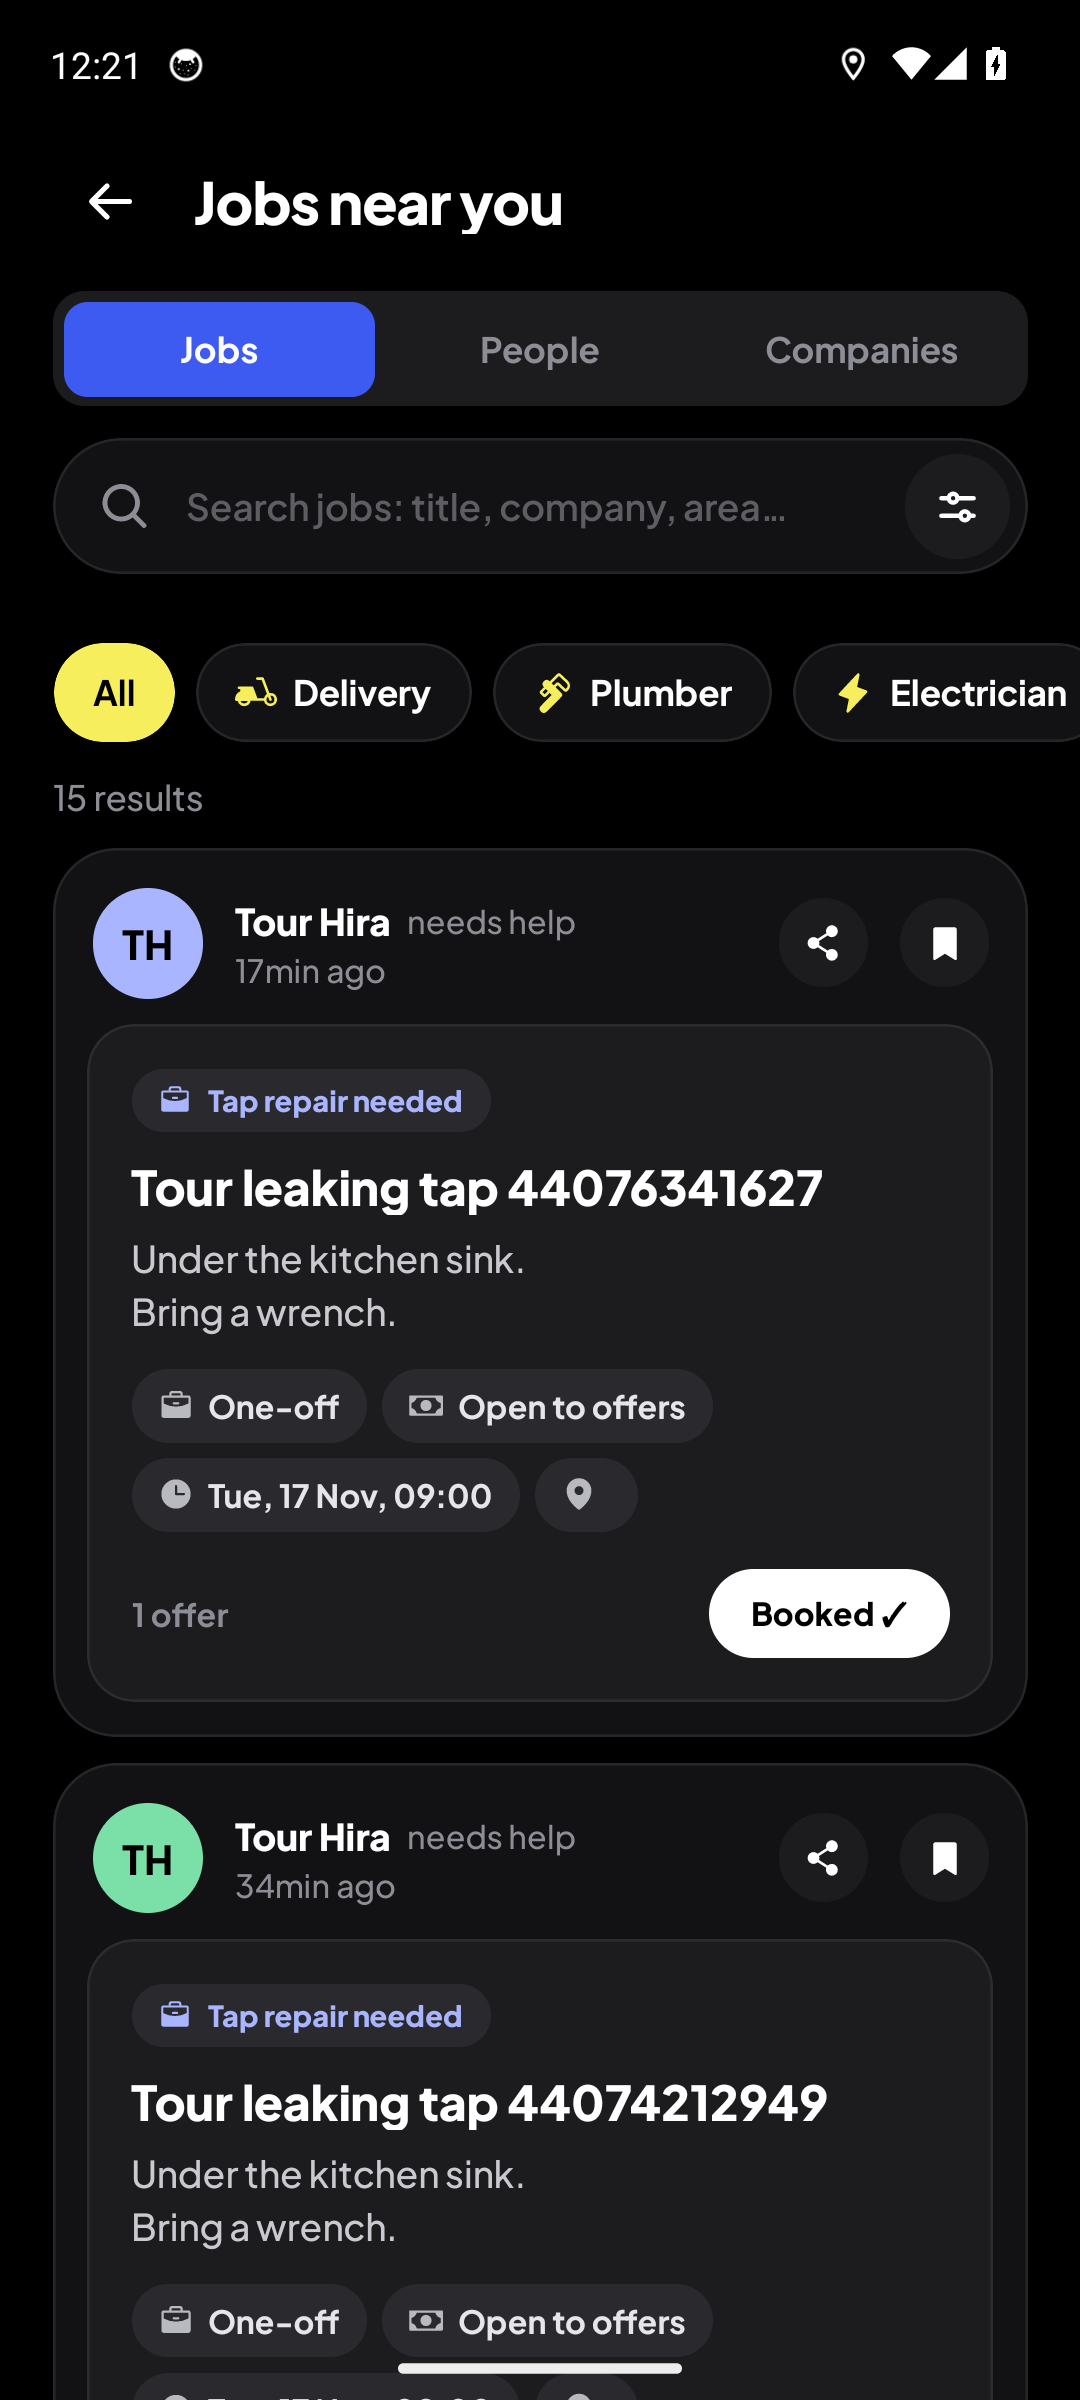 12:21
Jobs near you
Jobs People Companies
Search jobs: title, company, area...
All Delivery Plumber Electrician
15 results
TH Tour Hira needs help
17min ago
Tap repair needed
Tour leaking tap 44076341627
Under the kitchen sink.
Bring a wrench.
One-off Open to offers
Tue, 17 Nov, 09:00
1 offer Booked ✓
TH Tour Hira needs help
34min ago
Tap repair needed
Tour leaking tap 44074212949
Under the kitchen sink.
Bring a wrench.
One-off Open to offers